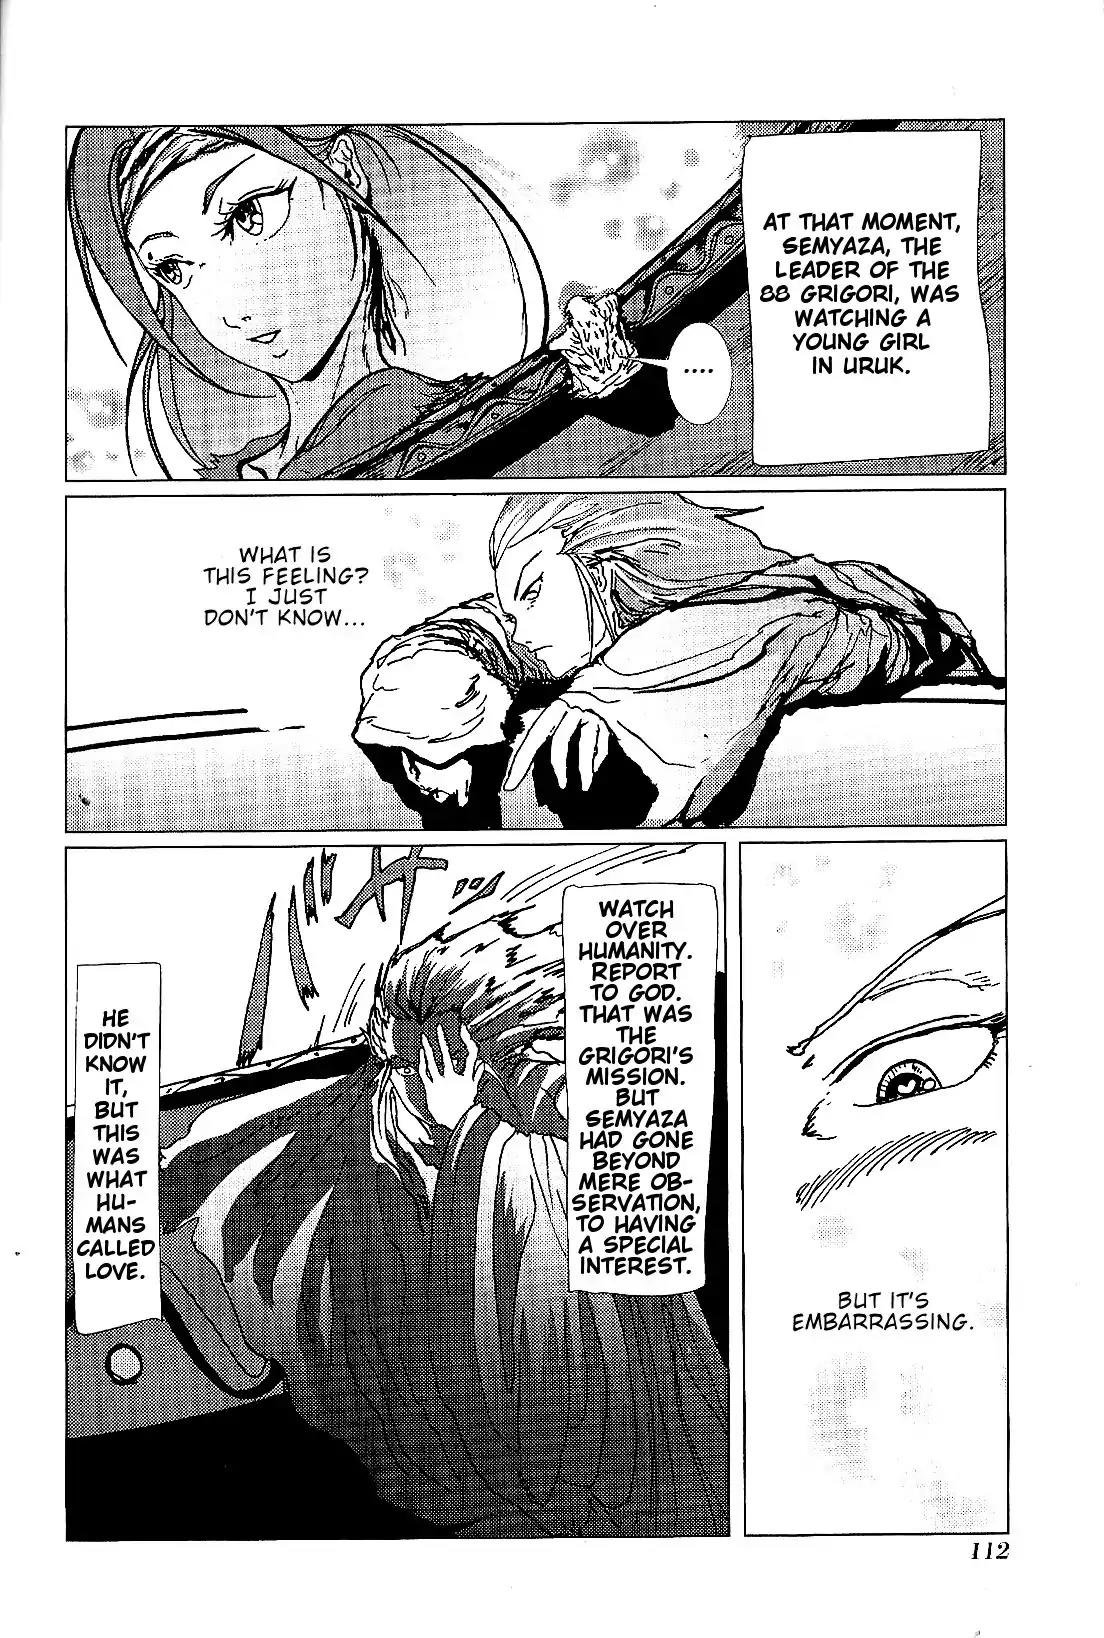 AT THAT MOMENT,
SEMYAZA, THE
LEADER OF THE
88 GRIGORI, WAS
WATCHING A
YOUNG GIRL
IN URUK.
....
WHAT IS
THIS FEELING?
I JUST
DON'T KNOW...
BUT IT'S
EMBARRASSING.
WATCH
OVER
HUMANITY.
REPORT
TO GOD.
THAT WAS
THE
GRIGORI'S
MISSION.
BUT
SEMYAZA
HAD GONE
BEYOND
MERE OB-
SERVATION,
TO HAVING
A SPECIAL
INTEREST.
HE
DIDN'T
KNOW
IT,
BUT
THIS
WAS
WHAT
HU-
MANS
CALLED
LOVE.
112